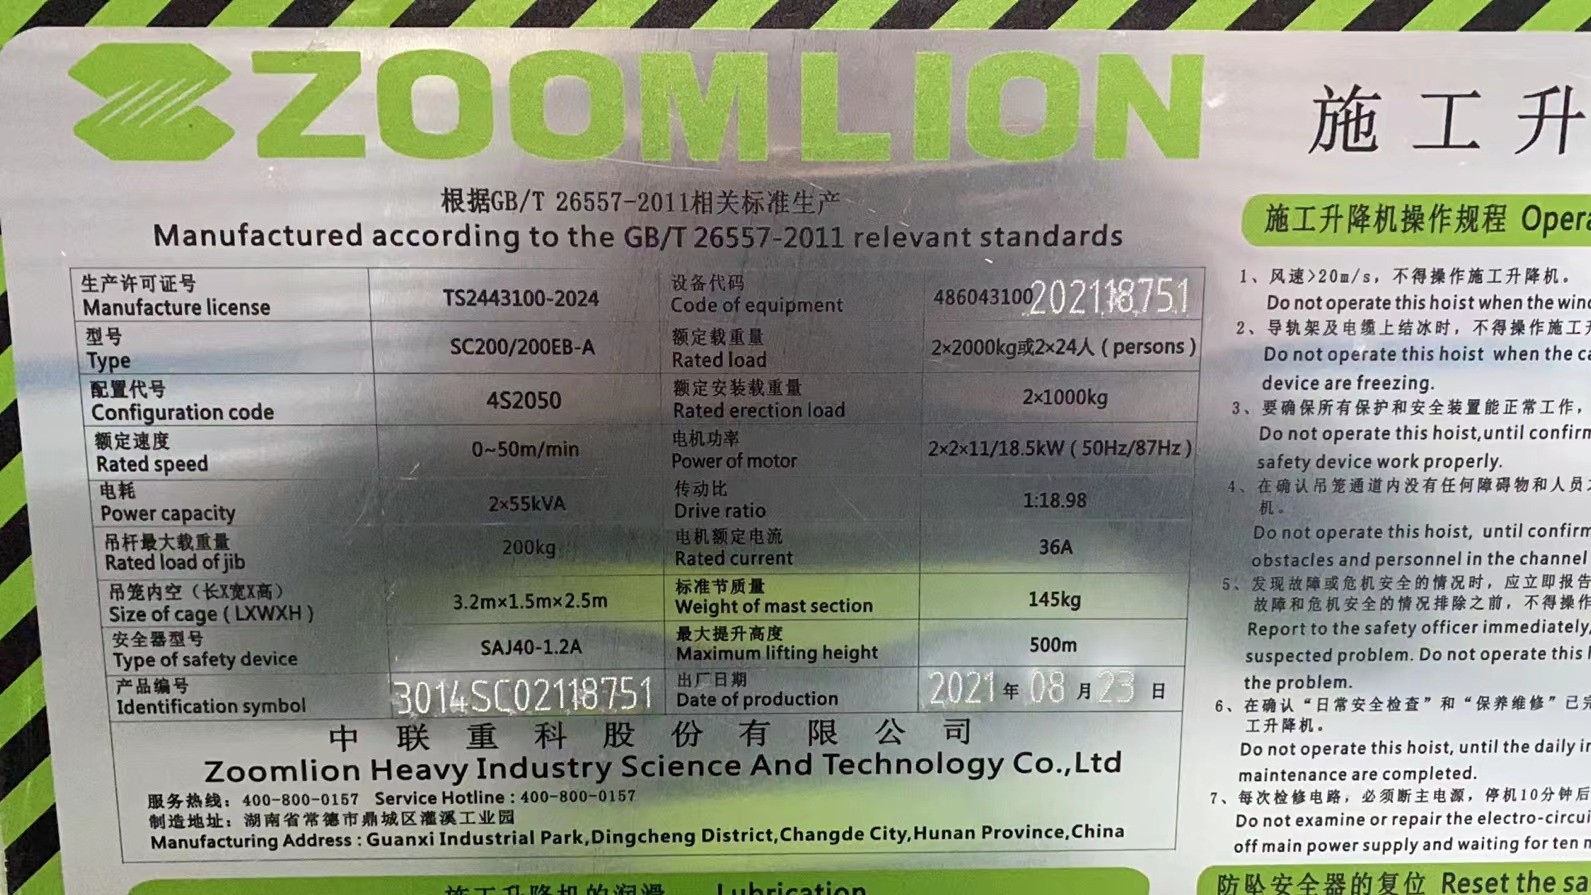 ZOOMLION
施工升
根据GB/T 26557-2011相关标准生产
Manufactured according to the GB/T 26557-2011 relevant standards
生产许可证号
Manufacture license
TS2443100-2024
设备代码
Code of equipment
486043100202118751
型号
Type
SC200/200EB-A
额定载重量
Rated load
2×2000kg或2×24人 ( persons )
配置代号
Configuration code
4S2050
额定安装载重量
Rated erection load
2×1000kg
额定速度
Rated speed
0~50m/min
电机功率
Power of motor
2×2×11/18.5kW ( 50Hz/87Hz )
电耗
Power capacity
2×55kVA
传动比
Drive ratio
1:18.98
吊杆最大载重量
Rated load of jib
200kg
电机额定电流
Rated current
36A
吊笼内空（长X宽X高）
Size of cage ( LXWXH )
3.2m×1.5m×2.5m
标准节质量
Weight of mast section
145kg
安全器型号
Type of safety device
SAJ40-1.2A
最大提升高度
Maximum lifting height
500m
产品编号
Identification symbol
3014SC02118751
出厂日期
Date of production
2021 年 08 月 23 日
中联重科股份有限公司
Zoomlion Heavy Industry Science And Technology Co.,Ltd
服务热线：400-800-0157 Service Hotline : 400-800-0157
制造地址：湖南省常德市鼎城区灌溪工业园
Manufacturing Address : Guanxi Industrial Park,Dingcheng District,Changde City,Hunan Province,China
施工升降机的润滑 Lubrication
施工升降机操作规程 Opera
1、风速>20m/s，不得操作施工升降机。
Do not operate this hoist when the wind
2、导轨架及电缆上结冰时，不得操作施工升
Do not operate this hoist when the ca
device are freezing.
3、要确保所有保护和安全装置能正常工作，
Do not operate this hoist,until confirm
safety device work properly.
4、在确认吊笼通道内没有任何障碍物和人员之
机。
Do not operate this hoist, until confirm
obstacles and personnel in the channel
5、发现故障或危机安全的情况时，应立即报告
故障和危机安全的情况排除之前，不得操作
Report to the safety officer immediately,
suspected problem. Do not operate this h
the problem.
6、在确认“日常安全检查”和“保养维修”已完
工升降机。
Do not operate this hoist, until the daily in
maintenance are completed.
7、每次检修电路，必须断主电源，停机10分钟后
Do not examine or repair the electro-circui
off main power supply and waiting for ten m
防坠安全器的复位 Reset the sa